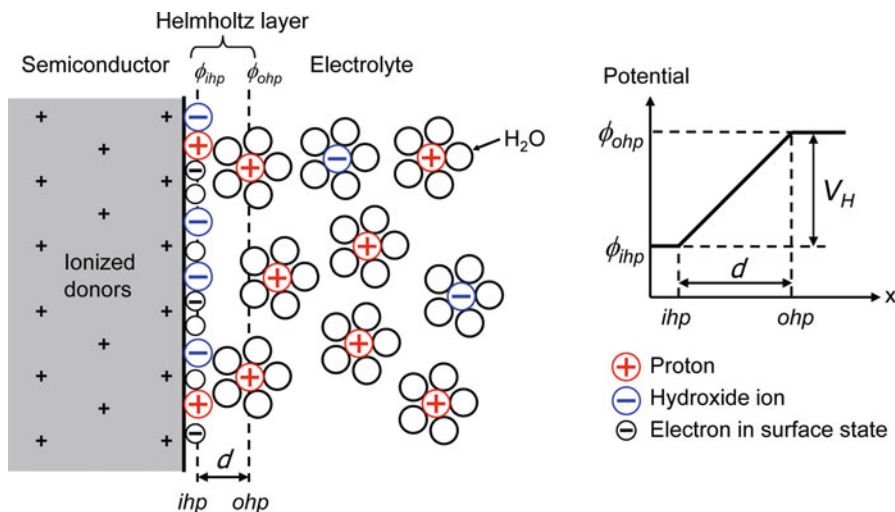 Helmholtz layer
Semiconductor
ϕihp
ϕohp
Electrolyte
H2O
Ionized
donors
d
ihp
ohp
Potential
ϕohp
VH
ϕihp
d
x
ihp
ohp
Proton
Hydroxide ion
Electron in surface state